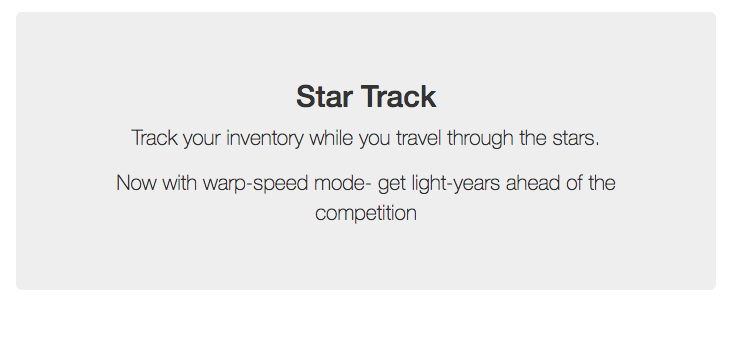 Star Track
Track your inventory while you travel through the stars.
Now with warp-speed mode- get light-years ahead of the
competition